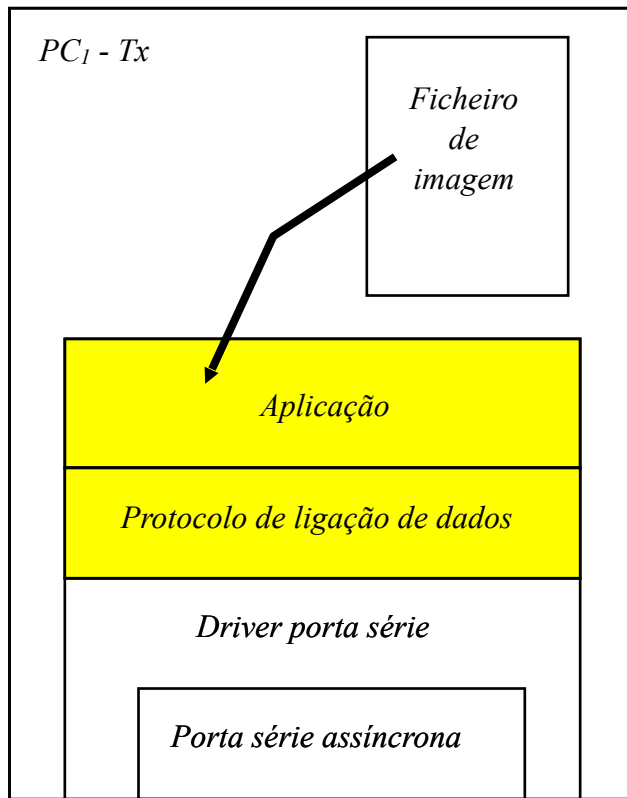 PC₁ - Tx
Ficheiro
de
imagem
Aplicação
Protocolo de ligação de dados
Driver porta série
Porta série assíncrona